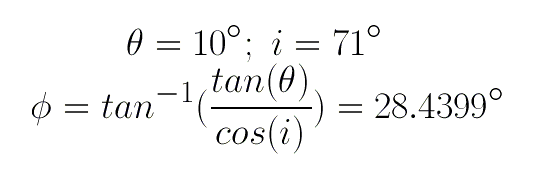 θ = 10°; i = 71°
ϕ = tan⁻¹(tan(θ)/cos(i)) = 28.4399°